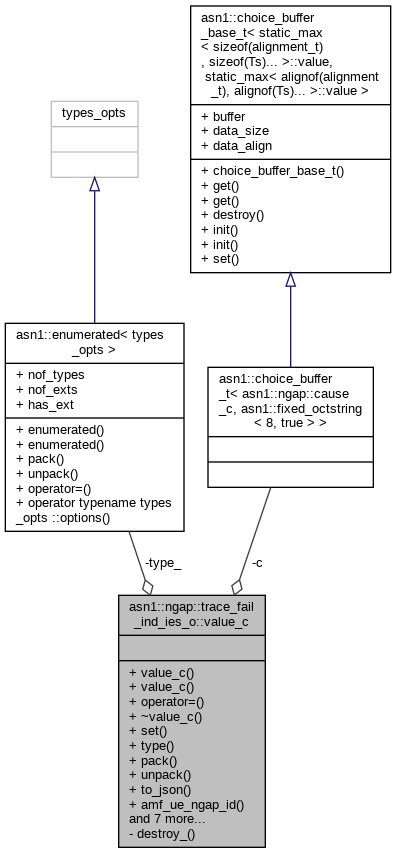 asn1::choice_buffer
_base_t< static_max
< sizeof(alignment_t)
, sizeof(Ts)... >::value,
static_max< alignof(alignment
_t), alignof(Ts)... >::value >
+ buffer
+ data_size
+ data_align
+ choice_buffer_base_t()
+ get()
+ get()
+ destroy()
+ init()
+ init()
+ set()
types_opts
asn1::enumerated< types
_opts >
+ nof_types
+ nof_exts
+ has_ext
+ enumerated()
+ enumerated()
+ pack()
+ unpack()
+ operator=()
+ operator typename types
_opts ::options()
asn1::choice_buffer
_t< asn1::ngap::cause
_c, asn1::fixed_octstring
< 8, true > >
-type_
-c
asn1::ngap::trace_fail
_ind_ies_o::value_c
+ value_c()
+ value_c()
+ operator=()
+ ~value_c()
+ set()
+ type()
+ pack()
+ unpack()
+ to_json()
+ amf_ue_ngap_id()
and 7 more...
- destroy_()